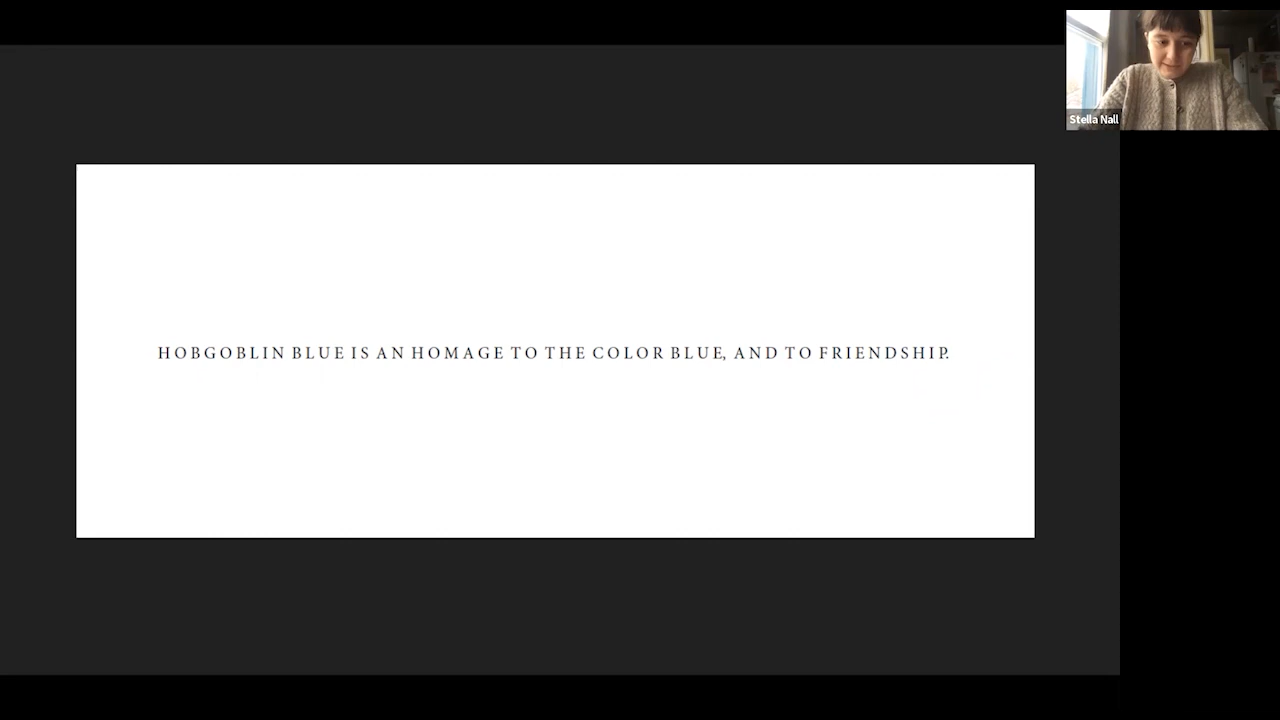 Stella Nall
HOBGOBLIN BLUE IS AN HOMAGE TO THE COLOR BLUE, AND TO FRIENDSHIP.